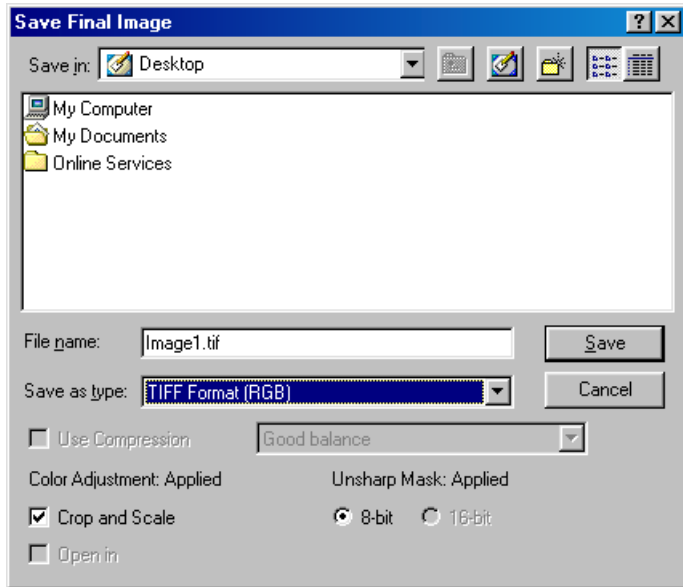 Save Final Image
Save in: Desktop
My Computer
My Documents
Online Services
File name: Image1.tif Save
Save as type: TIFF Format (RGB) Cancel
Use Compression Good balance
Color Adjustment: Applied Unsharp Mask: Applied
Crop and Scale 8-bit 16-bit
Open in